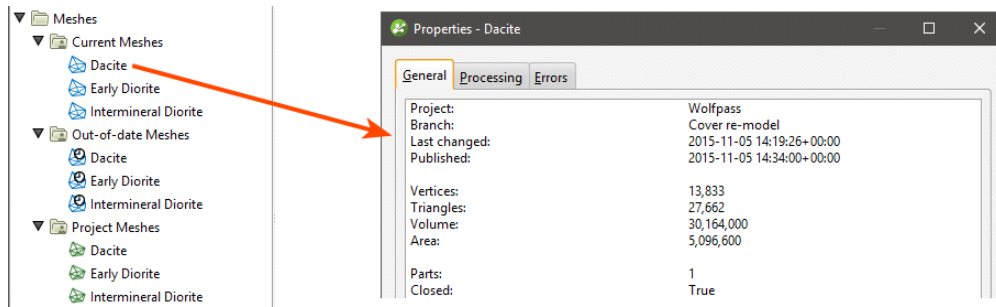 Meshes
Current Meshes
Dacite
Early Diorite
Intermineral Diorite
Out-of-date Meshes
Dacite
Early Diorite
Intermineral Diorite
Project Meshes
Dacite
Early Diorite
Intermineral Diorite
Properties - Dacite
General Processing Errors
Project: Wolfpass
Branch: Cover re-model
Last changed: 2015-11-05 14:19:26+00:00
Published: 2015-11-05 14:34:00+00:00
Vertices: 13,833
Triangles: 27,662
Volume: 30,164,000
Area: 5,096,600
Parts: 1
Closed: True